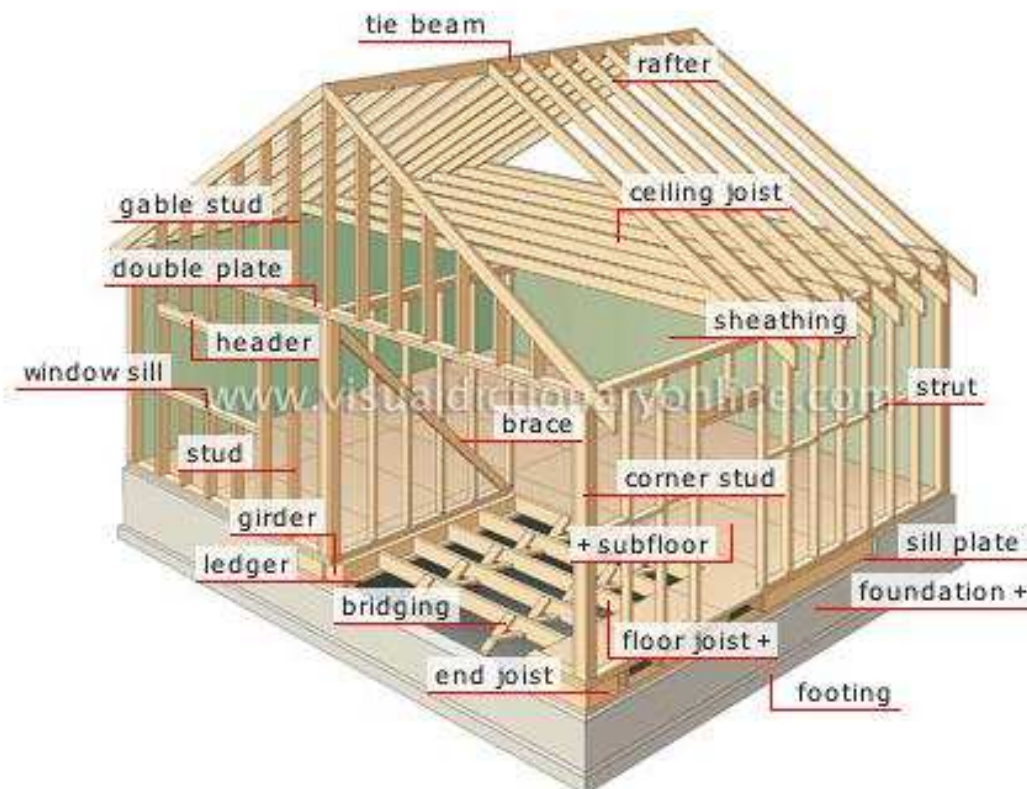 tie beam
rafter
gable stud
ceiling joist
double plate
sheathing
header
window sill
www.visualdictionaryonline.com
strut
brace
stud
corner stud
girder
+ subfloor
sill plate
ledger
foundation +
bridging
floor joist +
end joist
footing